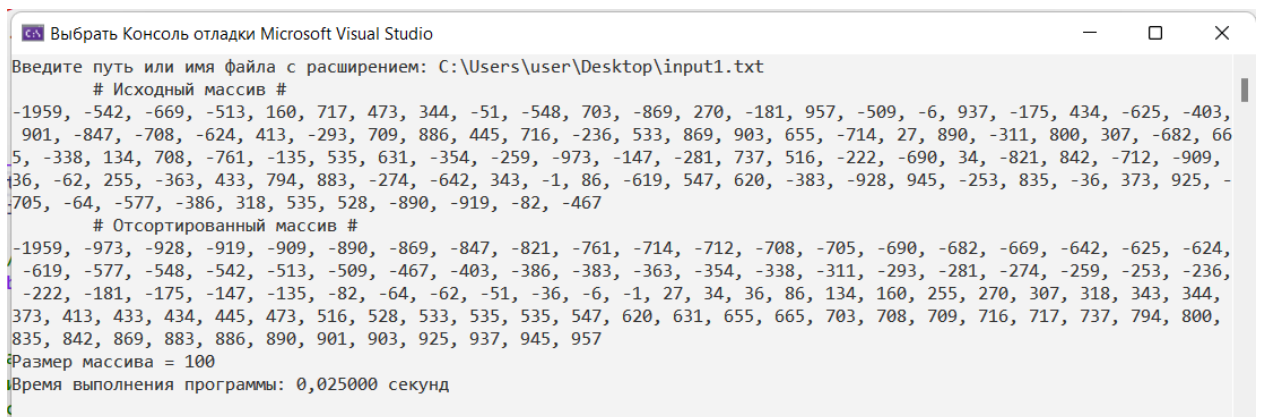 Выбрать Консоль отладки Microsoft Visual Studio
Введите путь или имя файла с расширением: C:\Users\user\Desktop\input1.txt
# Исходный массив #
-1959, -542, -669, -513, 160, 717, 473, 344, -51, -548, 703, -869, 270, -181, 957, -509, -6, 937, -175, 434, -625, -403,
901, -847, -708, -624, 413, -293, 709, 886, 445, 716, -236, 533, 869, 903, 655, -714, 27, 890, -311, 800, 307, -682, 66
5, -338, 134, 708, -761, -135, 535, 631, -354, -259, -973, -147, -281, 737, 516, -222, -690, 34, -821, 842, -712, -909,
36, -62, 255, -363, 433, 794, 883, -274, -642, 343, -1, 86, -619, 547, 620, -383, -928, 945, -253, 835, -36, 373, 925, -
705, -64, -577, -386, 318, 535, 528, -890, -919, -82, -467
# Отсортированный массив #
-1959, -973, -928, -919, -909, -890, -869, -847, -821, -761, -714, -712, -708, -705, -690, -682, -669, -642, -625, -624,
-619, -577, -548, -542, -513, -509, -467, -403, -386, -383, -363, -354, -338, -311, -293, -281, -274, -259, -253, -236,
-222, -181, -175, -147, -135, -82, -64, -62, -51, -36, -6, -1, 27, 34, 36, 86, 134, 160, 255, 270, 307, 318, 343, 344,
373, 413, 433, 434, 445, 473, 516, 528, 533, 535, 535, 547, 620, 631, 655, 665, 703, 708, 709, 716, 717, 737, 794, 800,
835, 842, 869, 883, 886, 890, 901, 903, 925, 937, 945, 957
Размер массива = 100
Время выполнения программы: 0,025000 секунд